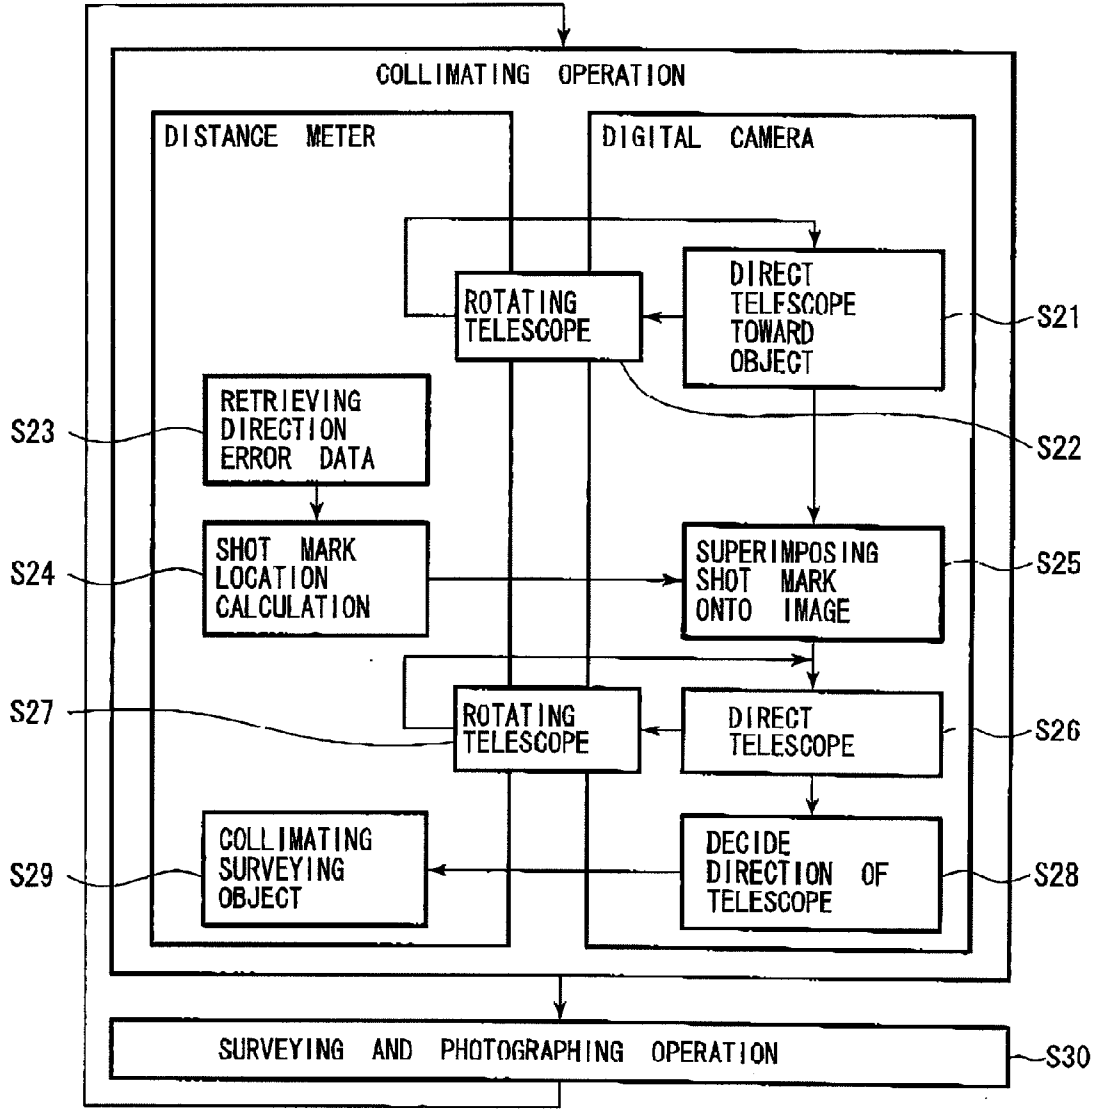 COLLIMATING OPERATION
DISTANCE METER
DIGITAL CAMERA
DIRECT
TELESCOPE
TOWARD
OBJECT
S21
ROTATING
TELESCOPE
S22
S23
RETRIEVING
DIRECTION
ERROR DATA
S24
SHOT MARK
LOCATION
CALCULATION
SUPERIMPOSING
SHOT MARK
ONTO IMAGE
S25
S27
ROTATING
TELESCOPE
DIRECT
TELESCOPE
S26
S29
COLLIMATING
SURVEYING
OBJECT
DECIDE
DIRECTION OF
TELESCOPE
S28
SURVEYING AND PHOTOGRAPHING OPERATION
S30